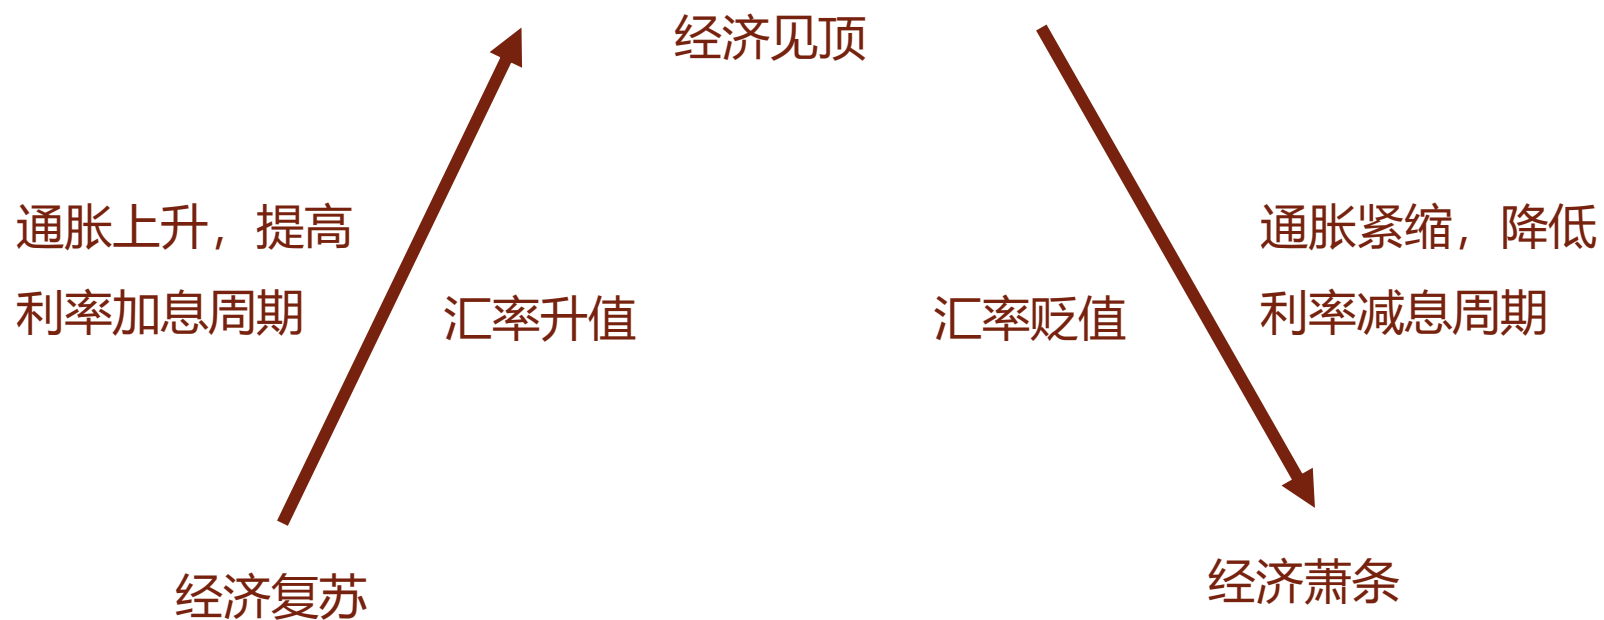 经济见顶
通胀上升，提高
利率加息周期
汇率升值
汇率贬值
通胀紧缩，降低
利率减息周期
经济复苏
经济萧条